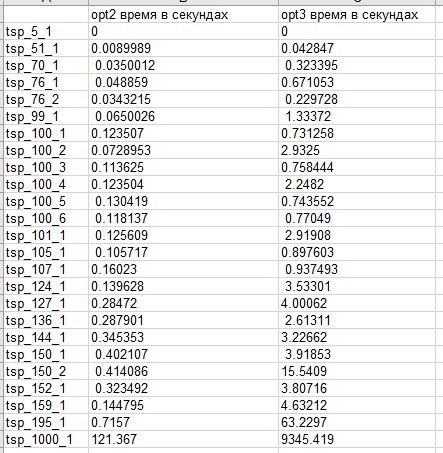 opt2 время в секундах opt3 время в секундах
tsp_5_1 0 0
tsp_51_1 0.0089989 0.042847
tsp_70_1 0.0350012 0.323395
tsp_76_1 0.048859 0.671053
tsp_76_2 0.0343215 0.229728
tsp_99_1 0.0650026 1.33372
tsp_100_1 0.123507 0.731258
tsp_100_2 0.0728953 2.9325
tsp_100_3 0.113625 0.758444
tsp_100_4 0.123504 2.2482
tsp_100_5 0.130419 0.743552
tsp_100_6 0.118137 0.77049
tsp_101_1 0.125609 2.91908
tsp_105_1 0.105717 0.897603
tsp_107_1 0.16023 0.937493
tsp_124_1 0.139628 3.53301
tsp_127_1 0.28472 4.00062
tsp_136_1 0.287901 2.61311
tsp_144_1 0.345353 3.22662
tsp_150_1 0.402107 3.91853
tsp_150_2 0.414086 15.5409
tsp_152_1 0.323492 3.80716
tsp_159_1 0.144795 4.63212
tsp_195_1 0.7157 63.2297
tsp_1000_1 121.367 9345.419